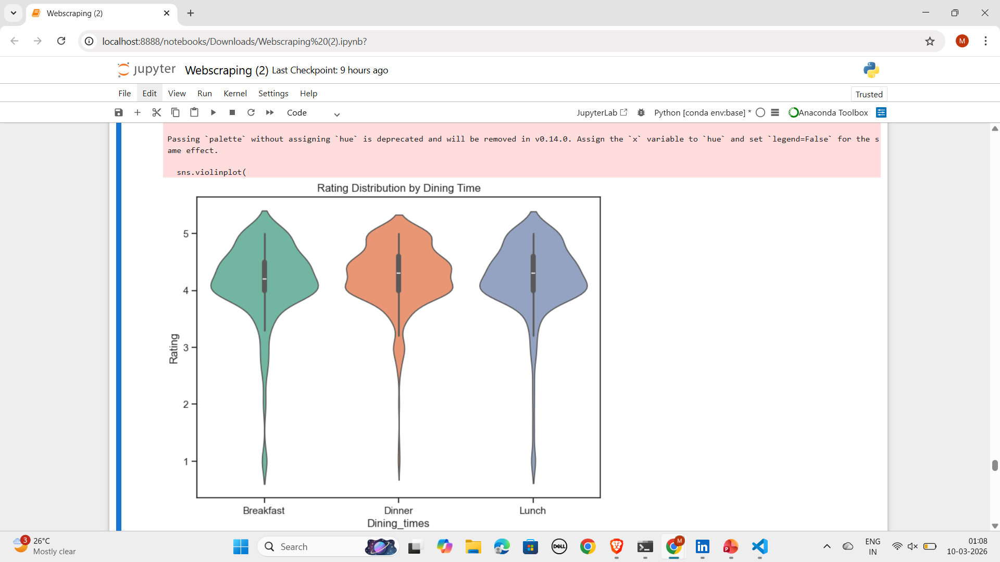 Webscraping (2)
localhost:8888/notebooks/Downloads/Webscraping%20(2).ipynb?
M
jupyter Webscraping (2) Last Checkpoint: 9 hours ago
File Edit View Run Kernel Settings Help
Trusted
Code
JupyterLab
Python [conda env:base] *
Anaconda Toolbox
Passing `palette` without assigning `hue` is deprecated and will be removed in v0.14.0. Assign the `x` variable to `hue` and set `legend=False` for the s
ame effect.
sns.violinplot(
Rating Distribution by Dining Time
5
4
3
2
1
Rating
Breakfast Dinner Lunch
Dining_times
3
26°C
Mostly clear
Search
DELL
M
in
P
ENG
IN
01:08
10-03-2026